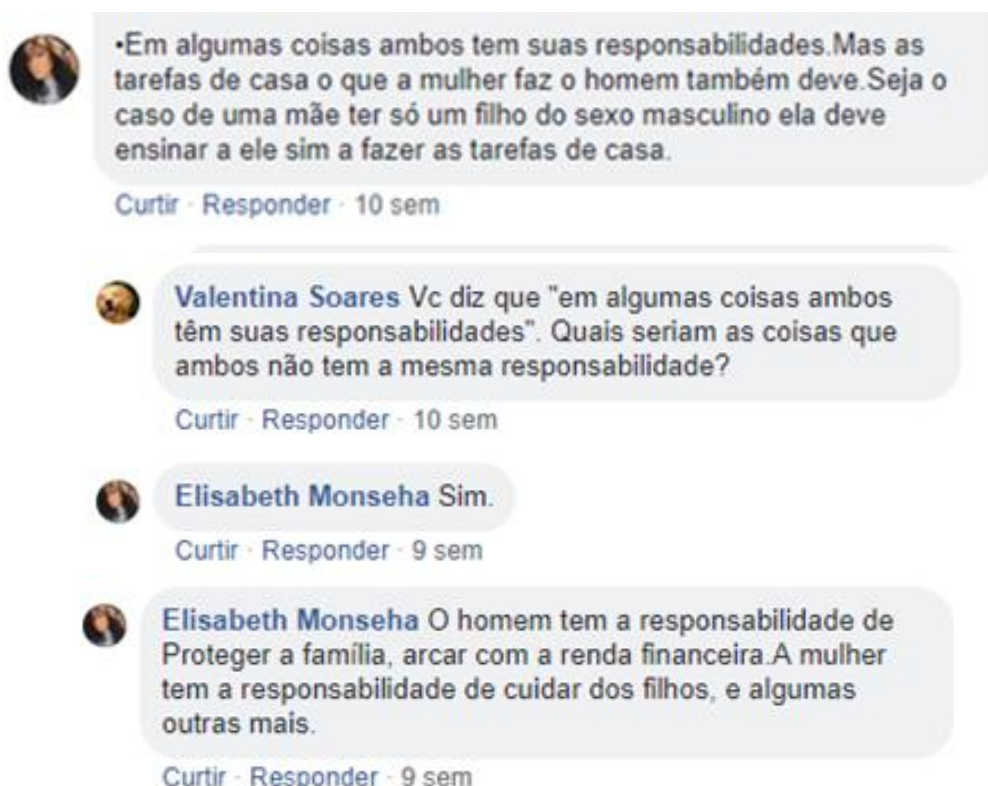 •Em algumas coisas ambos tem suas responsabilidades.Mas as
tarefas de casa o que a mulher faz o homem também deve.Seja o
caso de uma mãe ter só um filho do sexo masculino ela deve
ensinar a ele sim a fazer as tarefas de casa.
Curtir · Responder · 10 sem
Valentina Soares Vc diz que "em algumas coisas ambos
têm suas responsabilidades". Quais seriam as coisas que
ambos não tem a mesma responsabilidade?
Curtir · Responder · 10 sem
Elisabeth Monseha Sim.
Curtir · Responder · 9 sem
Elisabeth Monseha O homem tem a responsabilidade de
Proteger a família, arcar com a renda financeira.A mulher
tem a responsabilidade de cuidar dos filhos, e algumas
outras mais.
Curtir · Responder · 9 sem